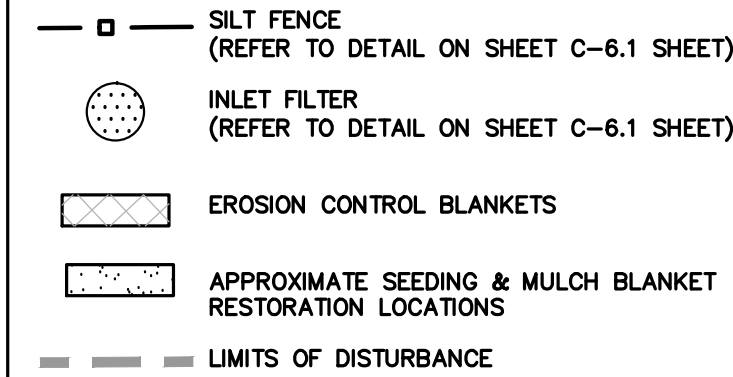 SILT FENCE
(REFER TO DETAIL ON SHEET C-6.1 SHEET)
INLET FILTER
(REFER TO DETAIL ON SHEET C-6.1 SHEET)
EROSION CONTROL BLANKETS
APPROXIMATE SEEDING & MULCH BLANKET
RESTORATION LOCATIONS
LIMITS OF DISTURBANCE